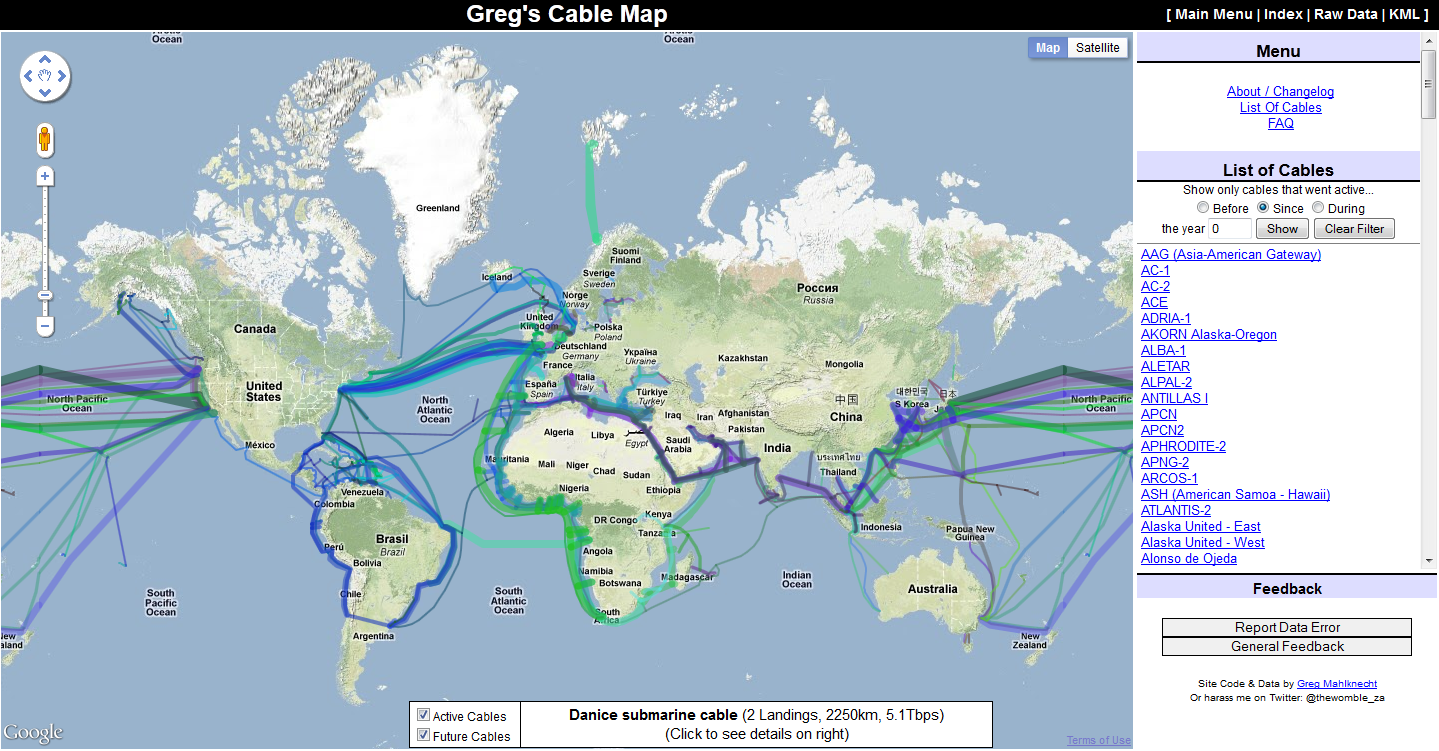 Greg's Cable Map
[ Main Menu | Index | Raw Data | KML ]
Ocean
Ocean
Map
Satellite
Greenland
Iceland
Suomi
Finland
Sverige
Sweden
Norge
Norway
Россия
Russia
United
Kingdom
Polska
Poland
Deutschland
Germany
Україна
Ukraine
France
Kazakhstan
Mongolia
Canada
United
States
North Pacific
Ocean
North
Atlantic
Ocean
España
Spain
Italia
Italy
Türkiye
Turkey
Iraq
Iran
Afghanistan
Pakistan
中国
China
대한민국
S Korea
日本
North Pacific
Ocean
México
Algeria
Libya
Egypt
Saudi
Arabia
India
ประเทศไทย
Thailand
Mauritania
Mali
Niger
Chad
Sudan
Nigeria
Ethiopia
Venezuela
Colombia
DR Congo
Kenya
Tanzania
Indonesia
Papua New
Guinea
Brasil
Brazil
Perú
Bolivia
Angola
Namibia
Botswana
Madagascar
Indian
Ocean
Australia
Chile
South
Pacific
Ocean
South
Atlantic
Ocean
South
Africa
Argentina
New
Zealand
Google
Active Cables
Future Cables
Danice submarine cable (2 Landings, 2250km, 5.1Tbps)
(Click to see details on right)
Terms of Use
Menu
About / Changelog
List Of Cables
FAQ
List of Cables
Show only cables that went active...
Before Since During
the year 0 Show Clear Filter
AAG (Asia-American Gateway)
AC-1
AC-2
ACE
ADRIA-1
AKORN Alaska-Oregon
ALBA-1
ALETAR
ALPAL-2
ANTILLAS I
APCN
APCN2
APHRODITE-2
APNG-2
ARCOS-1
ASH (American Samoa - Hawaii)
ATLANTIS-2
Alaska United - East
Alaska United - West
Alonso de Ojeda
Feedback
Report Data Error
General Feedback
Site Code & Data by Greg Mahlknecht
Or harass me on Twitter: @thewomble_za